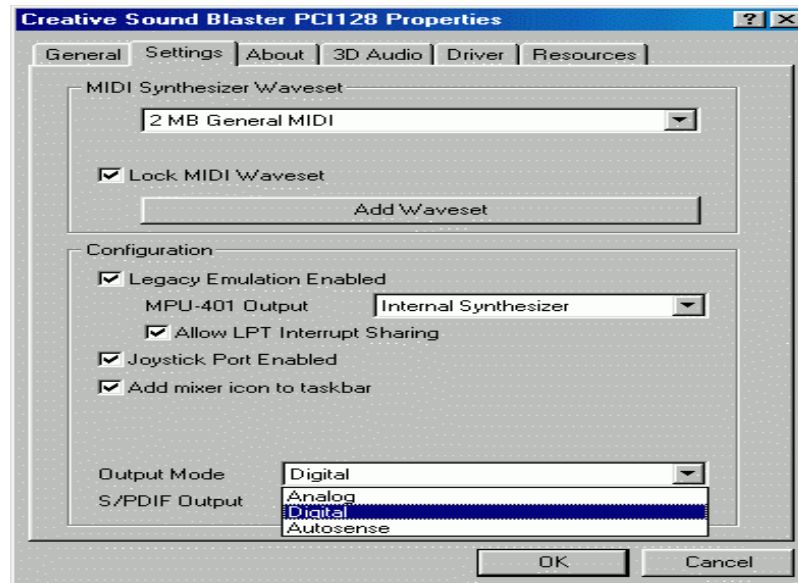 Creative Sound Blaster PCI128 Properties
General Settings About 3D Audio Driver Resources
MIDI Synthesizer Waveset
2 MB General MIDI
Lock MIDI Waveset
Add Waveset
Configuration
Legacy Emulation Enabled
MPU-401 Output Internal Synthesizer
Allow LPT Interrupt Sharing
Joystick Port Enabled
Add mixer icon to taskbar
Output Mode Digital
S/PDIF Output Analog
Digital
Autosense
OK Cancel